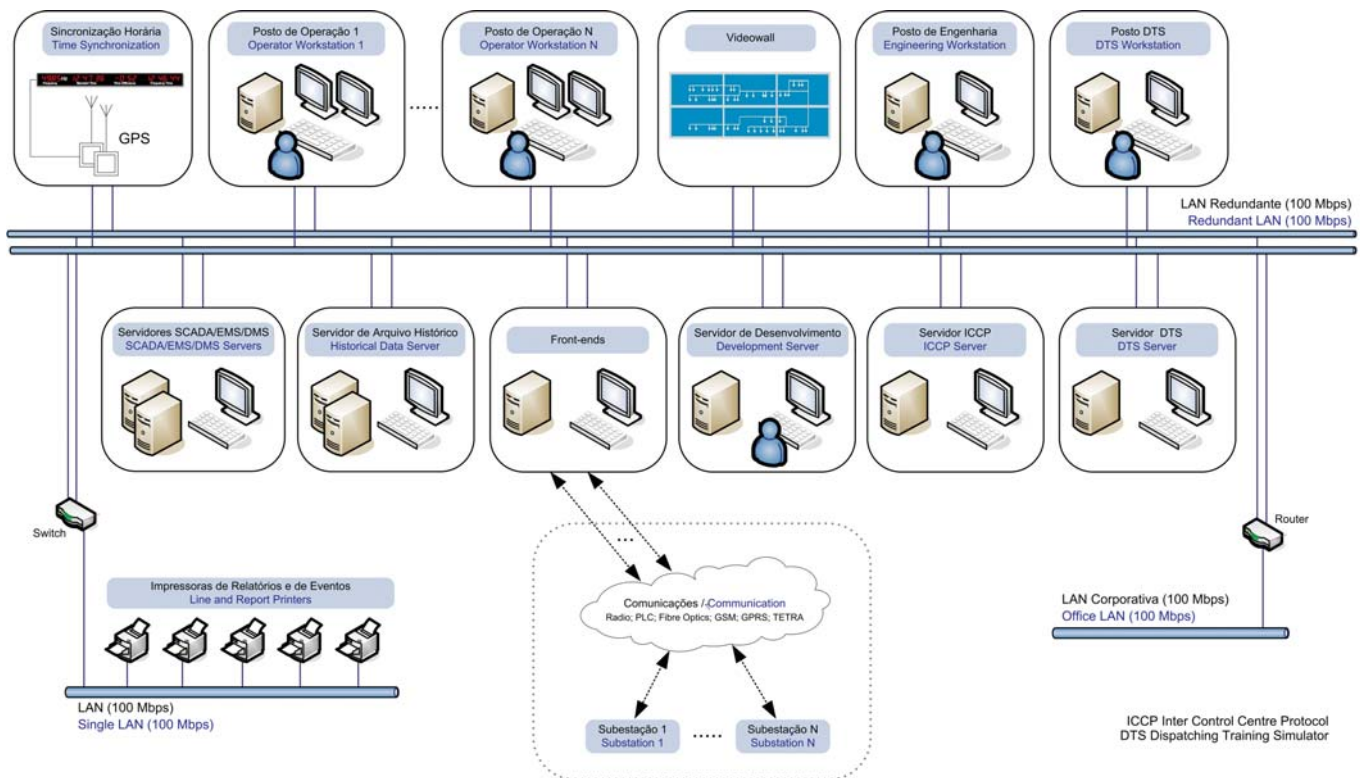 Sincronização Horária
Time Synchronization
GPS
Posto de Operação 1
Operator Workstation 1
.....
Posto de Operação N
Operator Workstation N
Videowall
Posto de Engenharia
Engineering Workstation
Posto DTS
DTS Workstation
LAN Redundante (100 Mbps)
Redundant LAN (100 Mbps)
Servidores SCADA/EMS/DMS
SCADA/EMS/DMS Servers
Servidor de Arquivo Histórico
Historical Data Server
Front-ends
Servidor de Desenvolvimento
Development Server
Servidor ICCP
ICCP Server
Servidor DTS
DTS Server
Switch
Router
...
Impressoras de Relatórios e de Eventos
Line and Report Printers
Comunicações / Communication
Radio; PLC; Fibre Optics; GSM; GPRS; TETRA
LAN Corporativa (100 Mbps)
Office LAN (100 Mbps)
LAN (100 Mbps)
Single LAN (100 Mbps)
Subestação 1
Substation 1
.....
Subestação N
Substation N
ICCP Inter Control Centre Protocol
DTS Dispatching Training Simulator